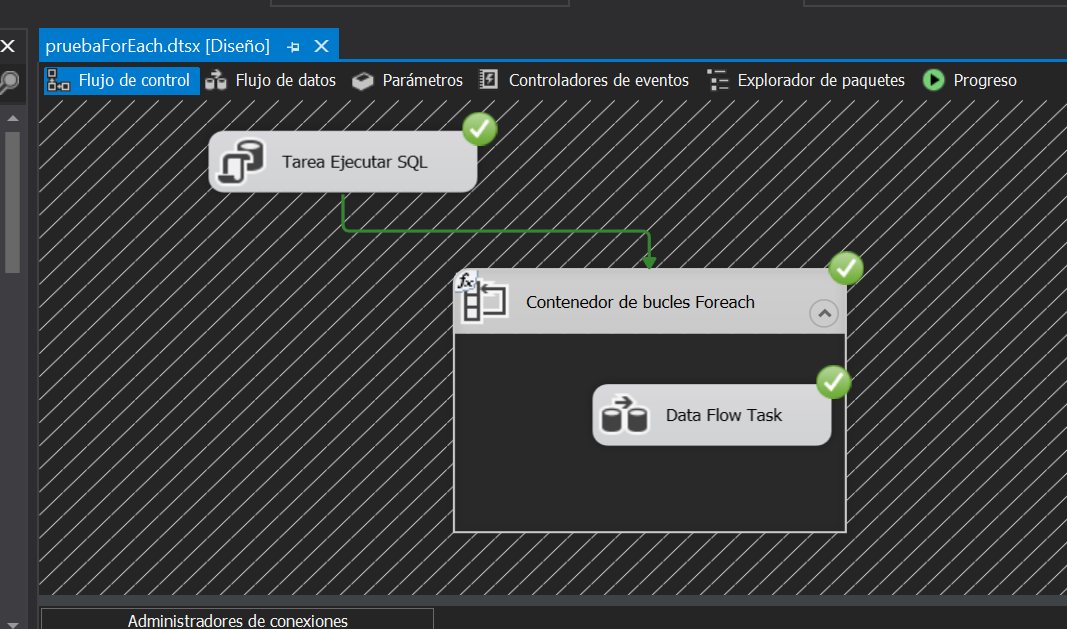 pruebaForEach.dtsx [Diseño]
Flujo de control
Flujo de datos
Parámetros
Controladores de eventos
Explorador de paquetes
Progreso
Tarea Ejecutar SQL
fx
Contenedor de bucles Foreach
Data Flow Task
Administradores de conexiones